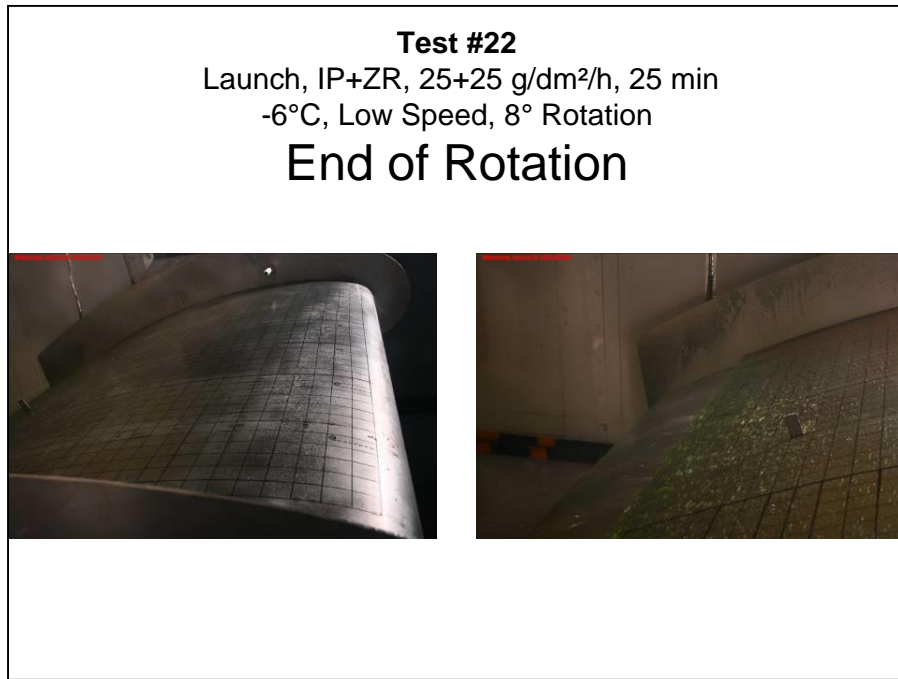 Test #22
Launch, IP+ZR, 25+25 g/dm²/h, 25 min
-6°C, Low Speed, 8° Rotation
End of Rotation